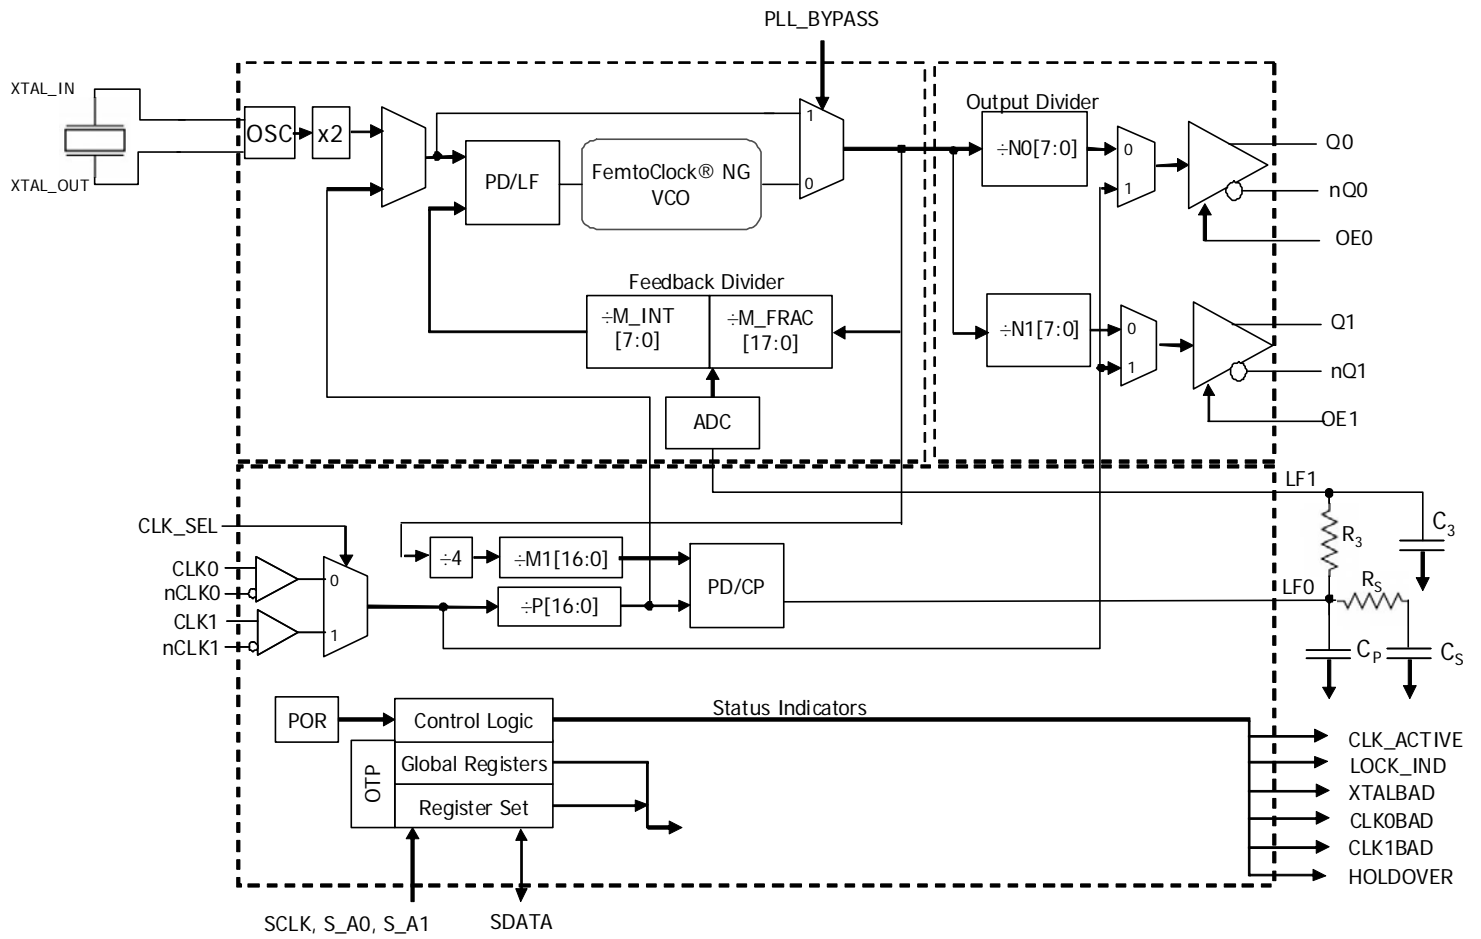 PLL_BYPASS
XTAL_IN
XTAL_OUT
OSC
x2
PD/LF
FemtoClock® NG
VCO
1
0
Output Divider
÷N0[7:0]
0
1
Q0
nQ0
OE0
Feedback Divider
÷M_INT
[7:0]
÷M_FRAC
[17:0]
÷N1[7:0]
0
1
Q1
nQ1
OE1
ADC
LF1
CLK_SEL
CLK0
nCLK0
CLK1
nCLK1
0
1
÷4
÷M1[16:0]
÷P[16:0]
PD/CP
LF0
R3
C3
RS
CP
CS
POR
Control Logic
Status Indicators
OTP
Global Registers
Register Set
CLK_ACTIVE
LOCK_IND
XTALBAD
CLK0BAD
CLK1BAD
HOLDOVER
SCLK, S_A0, S_A1
SDATA